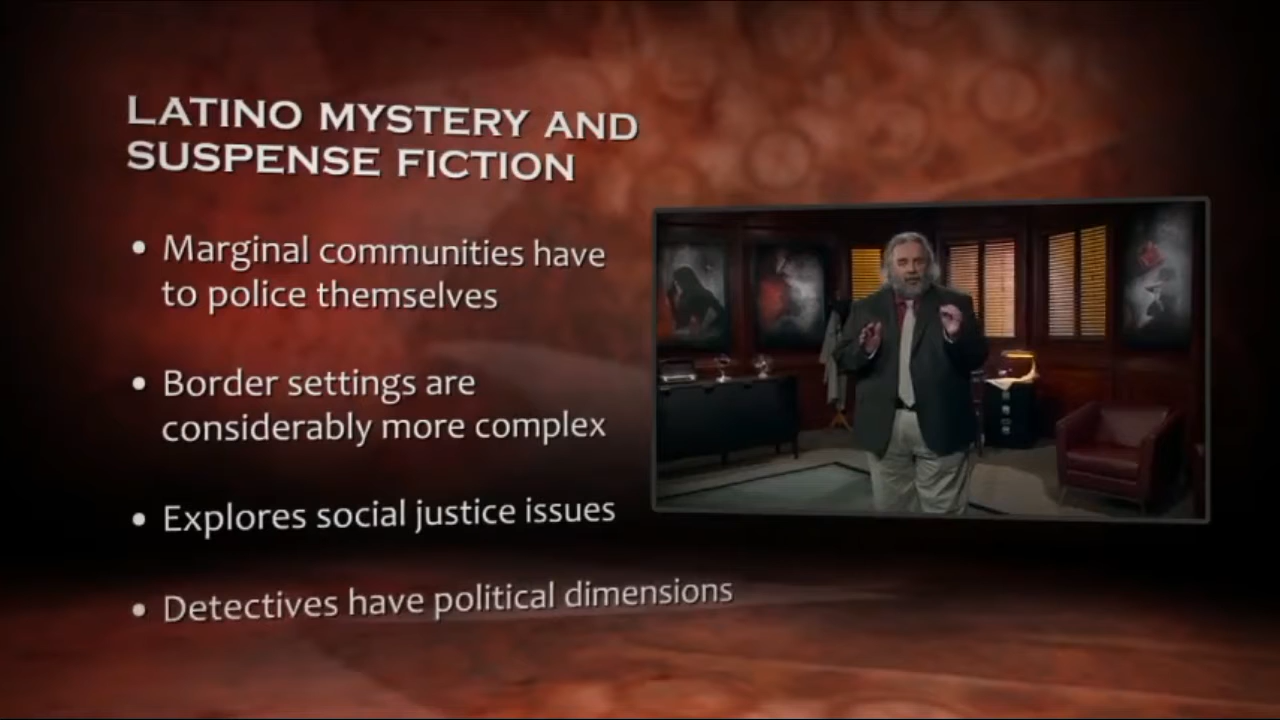 LATINO MYSTERY AND
SUSPENSE FICTION
• Marginal communities have
to police themselves
• Border settings are
considerably more complex
• Explores social justice issues
• Detectives have political dimensions